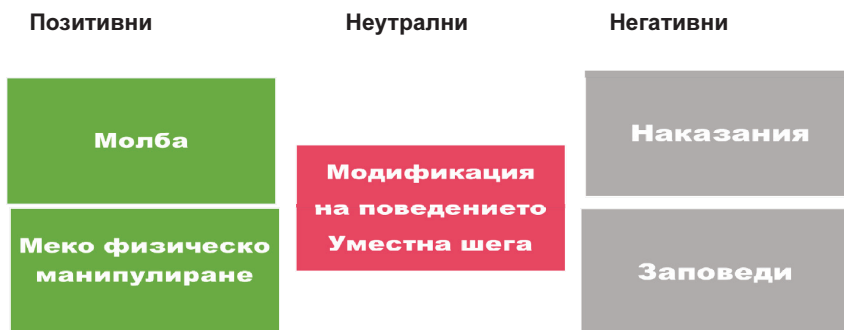 Позитивни
Неутрални
Негативни
Молба
Меко физическо
манипулиране
Модификация
на поведението
Уместна шега
Наказания
Заповеди